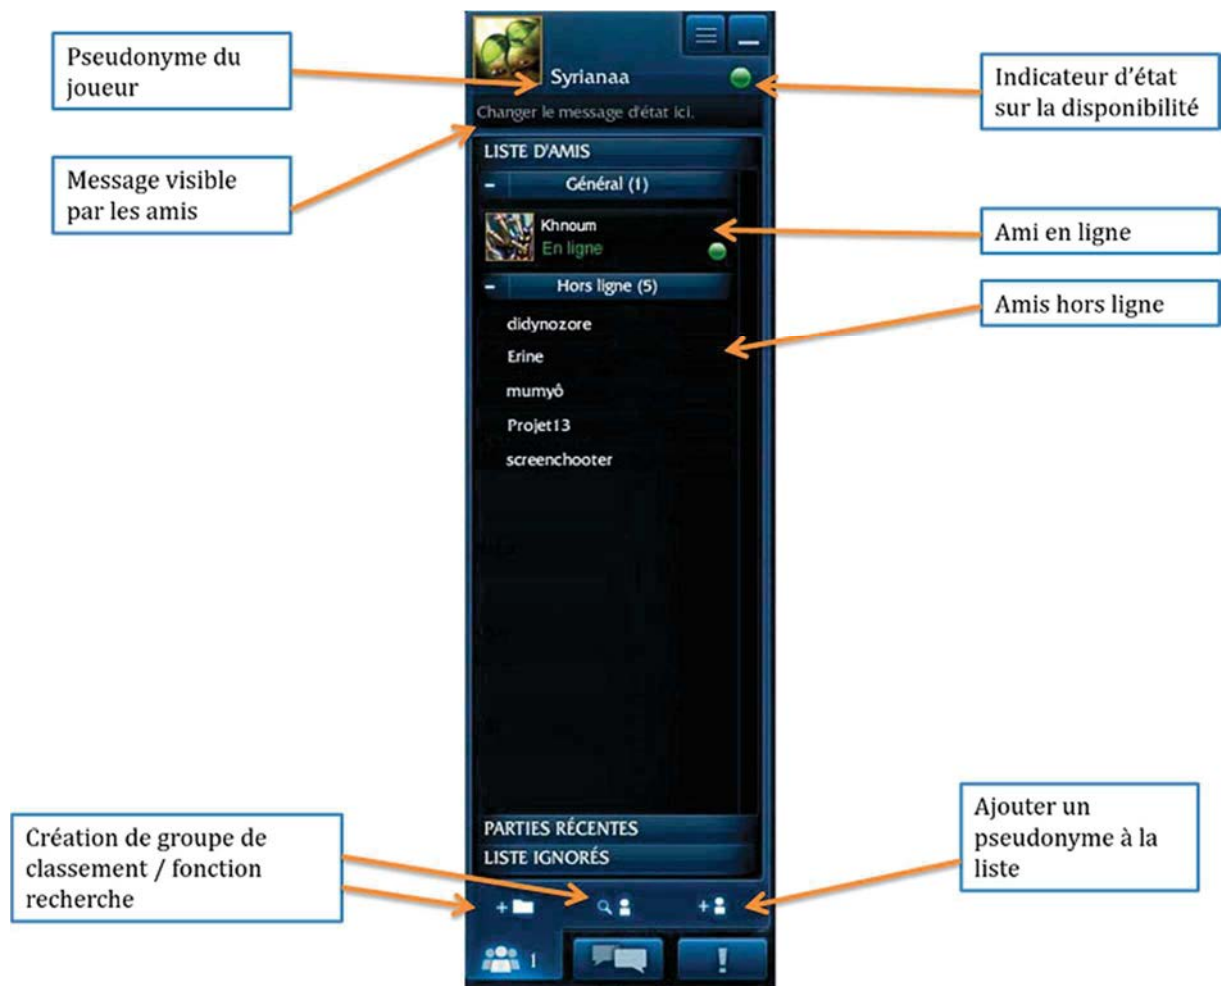 Pseudonyme du
joueur
Syrianaa
Indicateur d'état
sur la disponibilité
Changer le message d'état ici.
LISTE D'AMIS
Message visible
par les amis
– Général (1)
Khnoum
En ligne
Ami en ligne
– Hors ligne (5)
Amis hors ligne
didynozore
Erine
mumyô
Projet13
screenchooter
PARTIES RÉCENTES
LISTE IGNORÉS
Création de groupe de
classement / fonction
recherche
Ajouter un
pseudonyme à la
liste
+
+
1
!